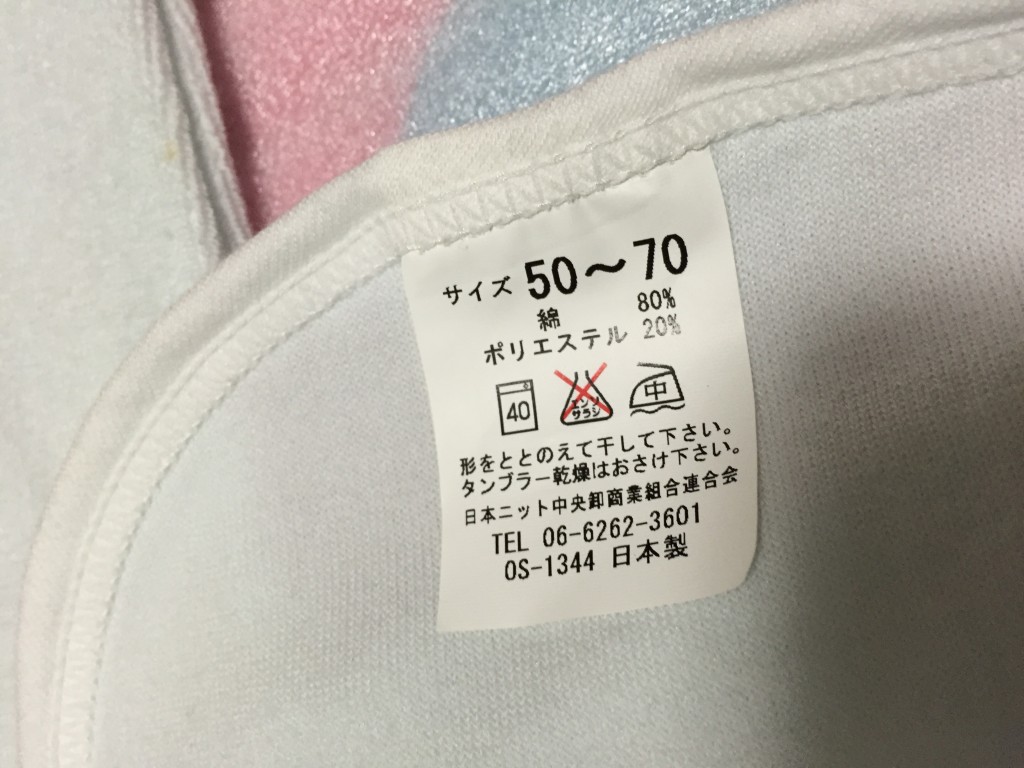 サイズ 50～70
綿 80%
ポリエステル 20%
40 エンソ サラシ 中
形をととのえて干して下さい。
タンブラー乾燥はおさけ下さい。
日本ニット中央卸商業組合連合会
TEL 06-6262-3601
OS-1344 日本製